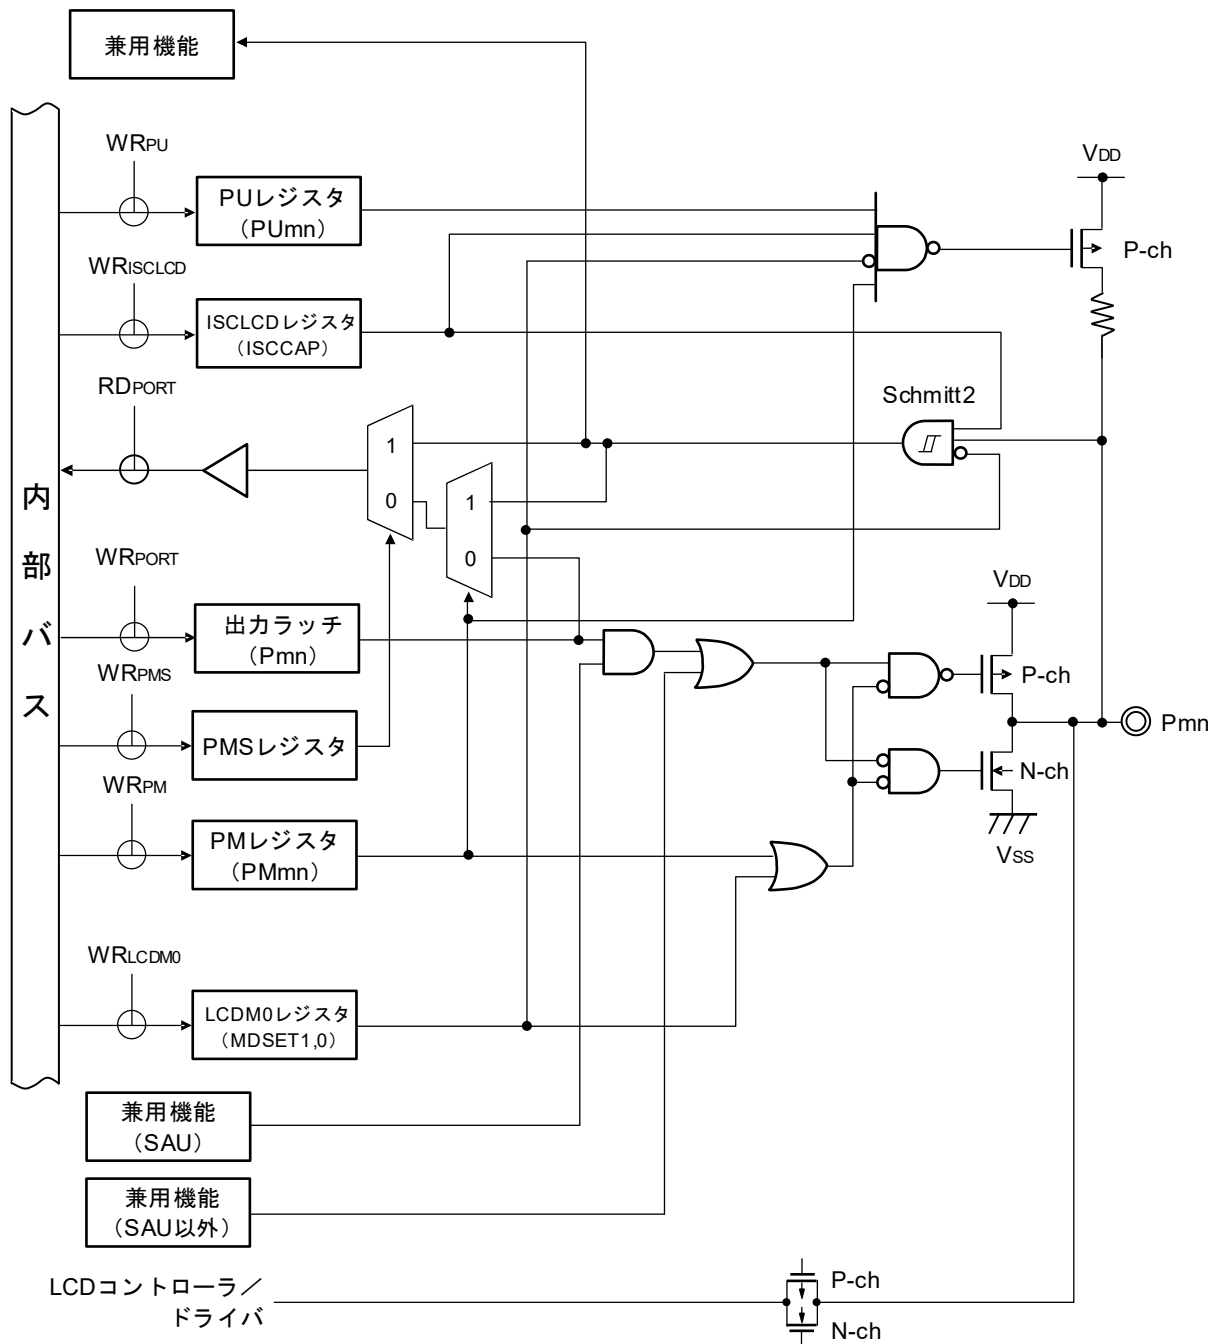 兼用機能
WRPU
PUレジスタ
(PUmn)
VDD
P-ch
WRISCLCD
ISCLCDレジスタ
(ISCCAP)
RDPORT
Schmitt2
1
0
1
0
内部バス
WRPORT
出力ラッチ
(Pmn)
VDD
P-ch
Pmn
WRPMS
PMSレジスタ
N-ch
VSS
WRPM
PMレジスタ
(PMmn)
WRLCDM0
LCDM0レジスタ
(MDSET1,0)
兼用機能
(SAU)
兼用機能
(SAU以外)
LCDコントローラ/
ドライバ
P-ch
N-ch